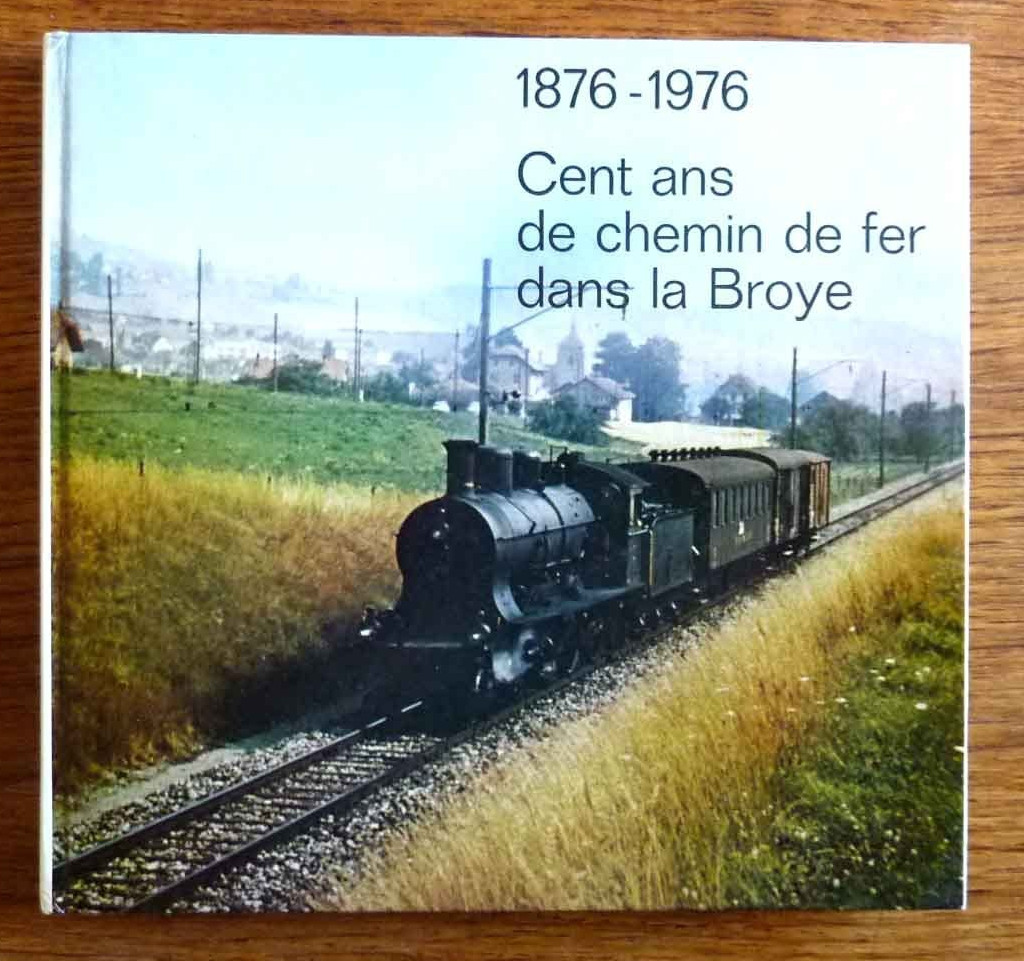 1876-1976
Cent ans
de chemin de fer
dans la Broye